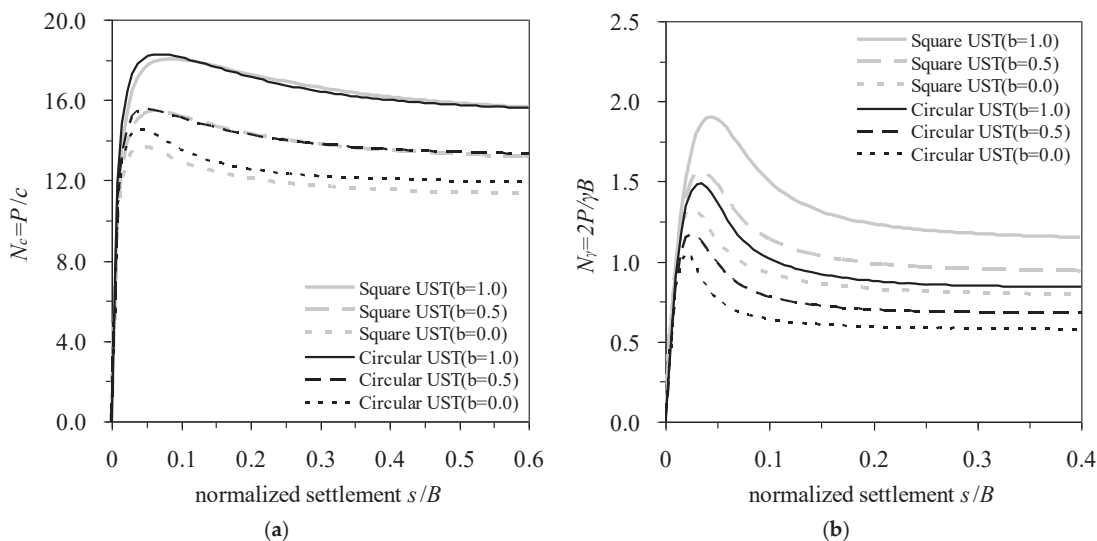 20.0
16.0
12.0
8.0
4.0
0.0
N_c=P/c
Square UST(b=1.0)
Square UST(b=0.5)
Square UST(b=0.0)
Circular UST(b=1.0)
Circular UST(b=0.5)
Circular UST(b=0.0)
0 0.1 0.2 0.3 0.4 0.5 0.6
normalized settlement s/B
(a)
2.5
2.0
1.5
1.0
0.5
0.0
N_γ=2P/γB
Square UST(b=1.0)
Square UST(b=0.5)
Square UST(b=0.0)
Circular UST(b=1.0)
Circular UST(b=0.5)
Circular UST(b=0.0)
0 0.1 0.2 0.3 0.4
normalized settlement s/B
(b)